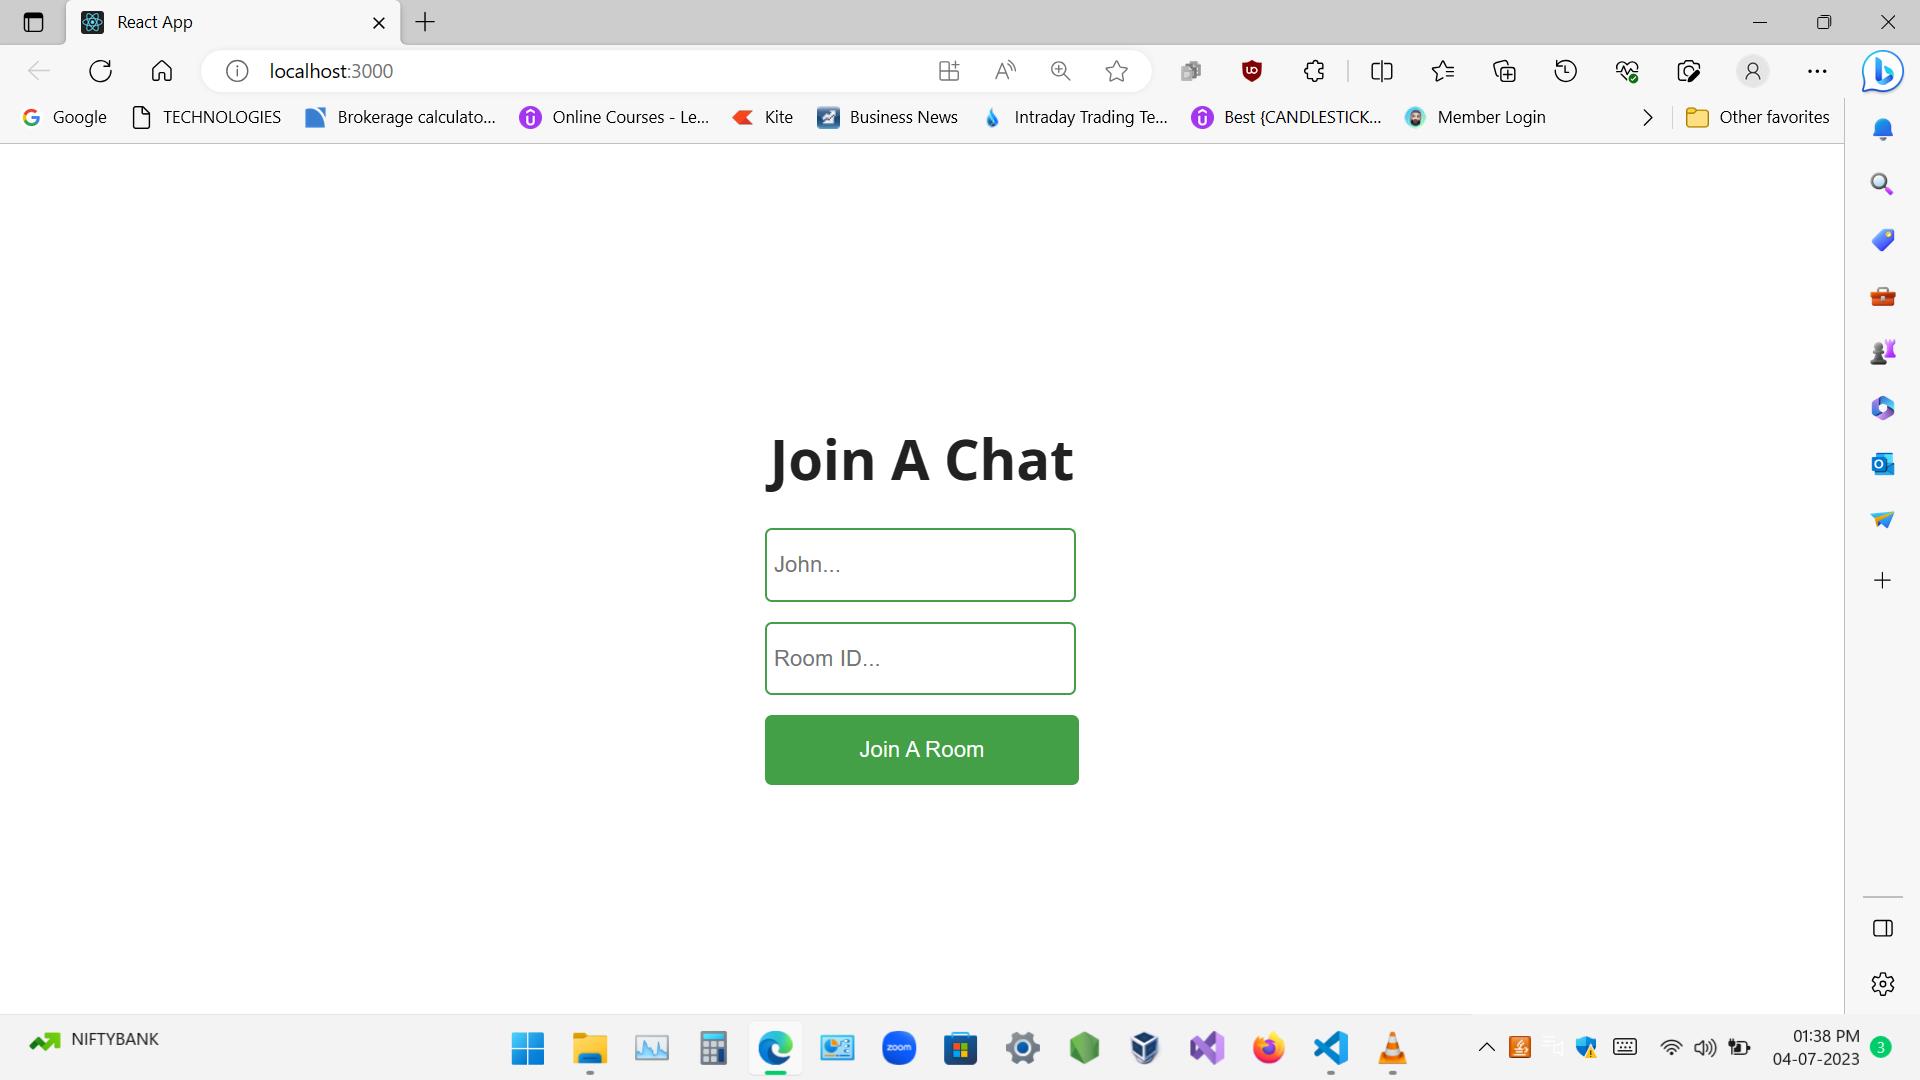 React App
localhost:3000
Google
TECHNOLOGIES
Brokerage calculato...
Online Courses - Le...
Kite
Business News
Intraday Trading Te...
Best {CANDLESTICK...
Member Login
Other favorites
Join A Chat
John...
Room ID...
Join A Room
NIFTYBANK
zoom
01:38 PM
04-07-2023
3